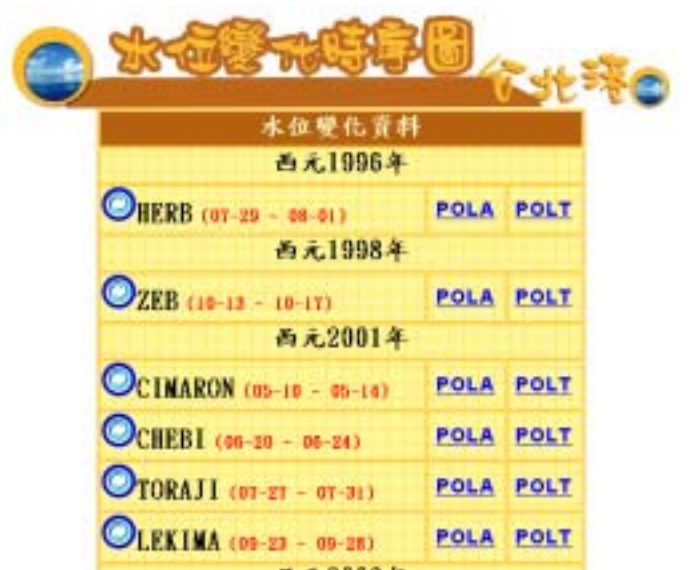 水位變化時序圖
台北港
水位變化資料
西元1996年
HERB (07-29 - 08-01) POLA POLT
西元1998年
ZEB (10-13 - 10-17) POLA POLT
西元2001年
CIMARON (05-10 - 05-14) POLA POLT
CHEBI (06-20 - 06-24) POLA POLT
TORAJI (07-27 - 07-31) POLA POLT
LEKIMA (09-23 - 09-28) POLA POLT